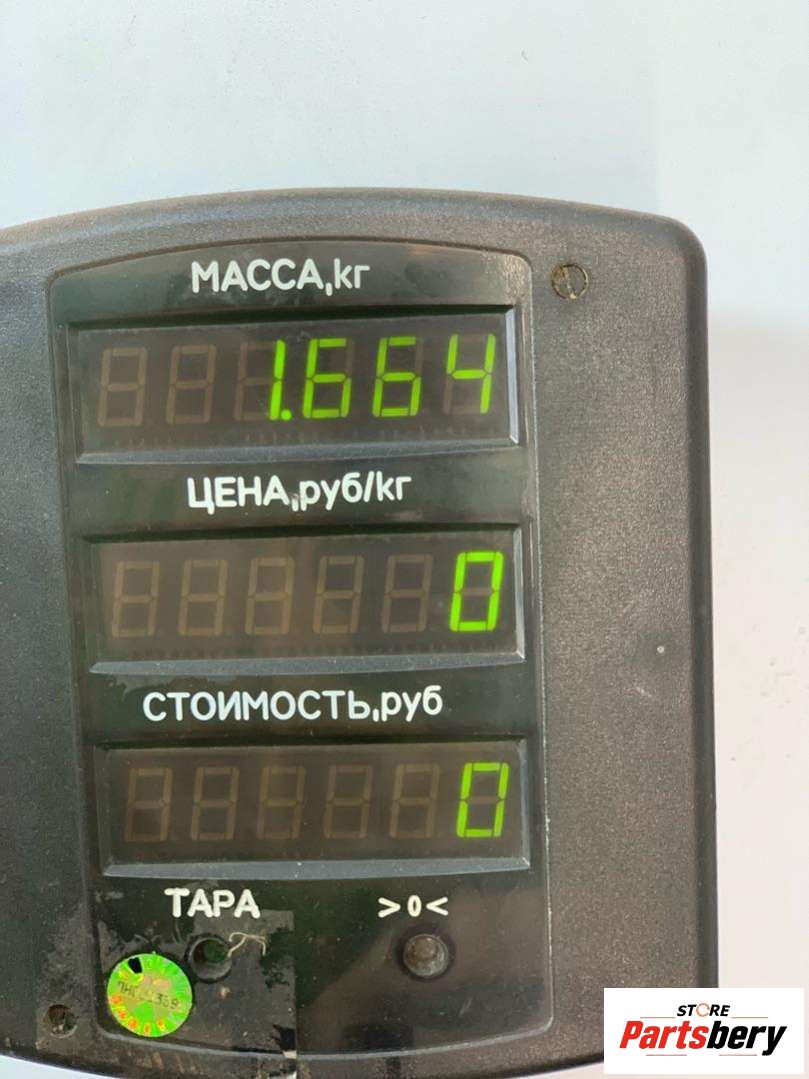 МАССА,кг
1.664
ЦЕНА,руб/кг
0
СТОИМОСТЬ,руб
0
ТАРА >0<
STORE
Partsbery